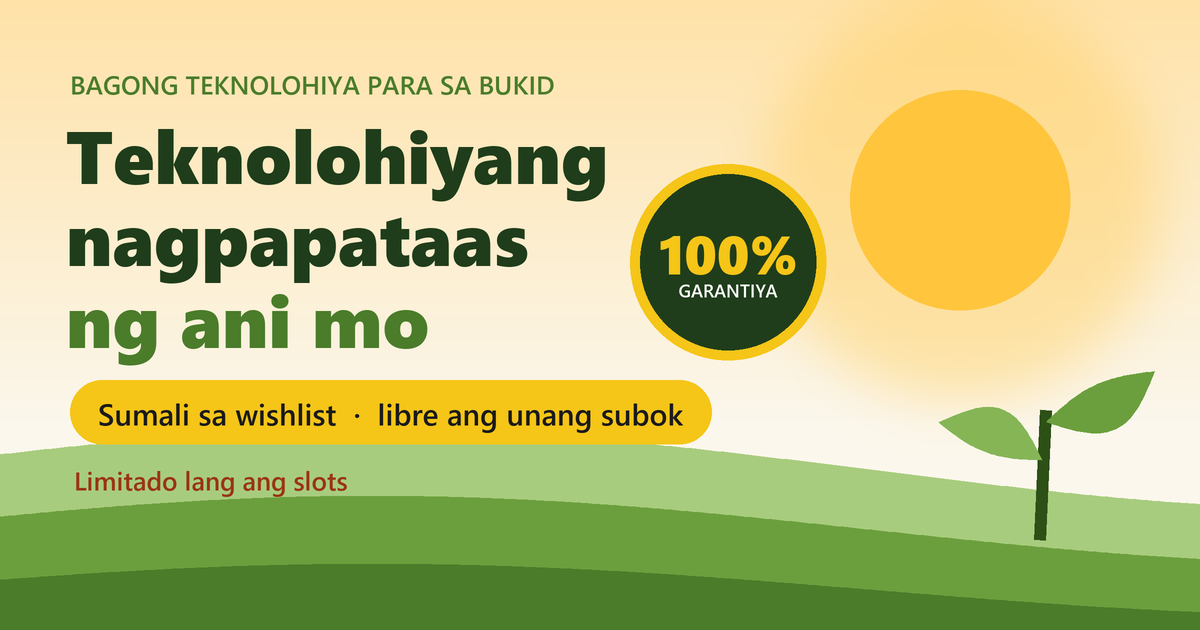 BAGONG TEKNOLOHIYA PARA SA BUKID
Teknolohiyang
nagpapataas
ng ani mo
100%
GARANTIYA
Sumali sa wishlist · libre ang unang subok
Limitado lang ang slots